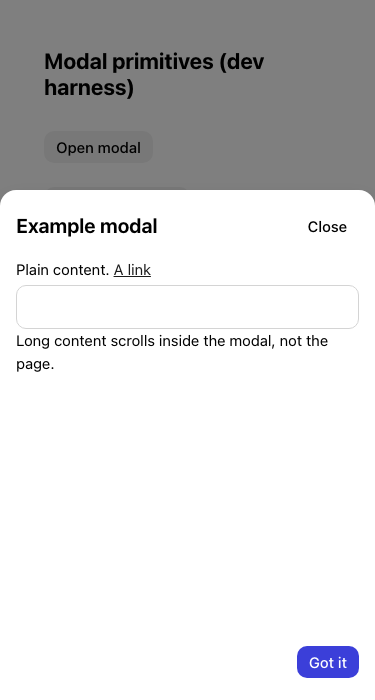 Modal primitives (dev
harness)
Open modal
Example modal
Close
Plain content. A link
Long content scrolls inside the modal, not the
page.
Got it